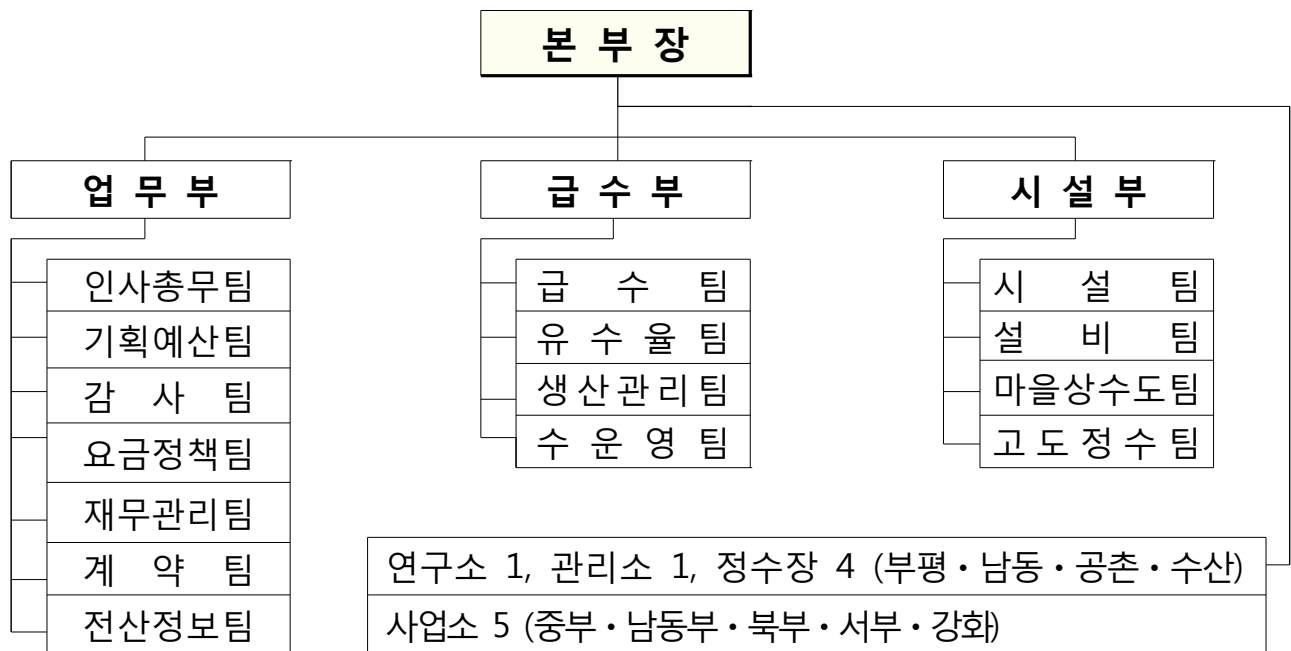 본 부 장
업 무 부
급 수 부
시 설 부
인사총무팀
기획예산팀
감 사 팀
요금정책팀
재무관리팀
계 약 팀
전산정보팀
급 수 팀
유 수 율 팀
생산관리팀
수 운 영 팀
시 설 팀
설 비 팀
마을상수도팀
고도정수팀
연구소 1, 관리소 1, 정수장 4 (부평·남동·공촌·수산)
사업소 5 (중부·남동부·북부·서부·강화)